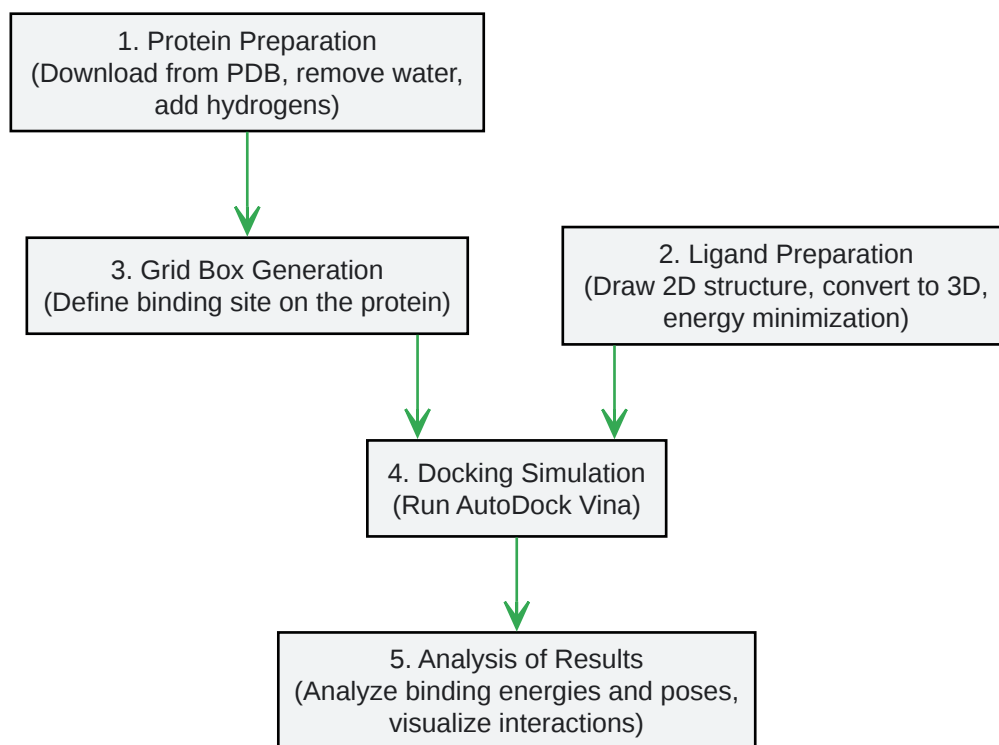 1. Protein Preparation
(Download from PDB, remove water,
add hydrogens)
3. Grid Box Generation
(Define binding site on the protein)
2. Ligand Preparation
(Draw 2D structure, convert to 3D,
energy minimization)
4. Docking Simulation
(Run AutoDock Vina)
5. Analysis of Results
(Analyze binding energies and poses,
visualize interactions)